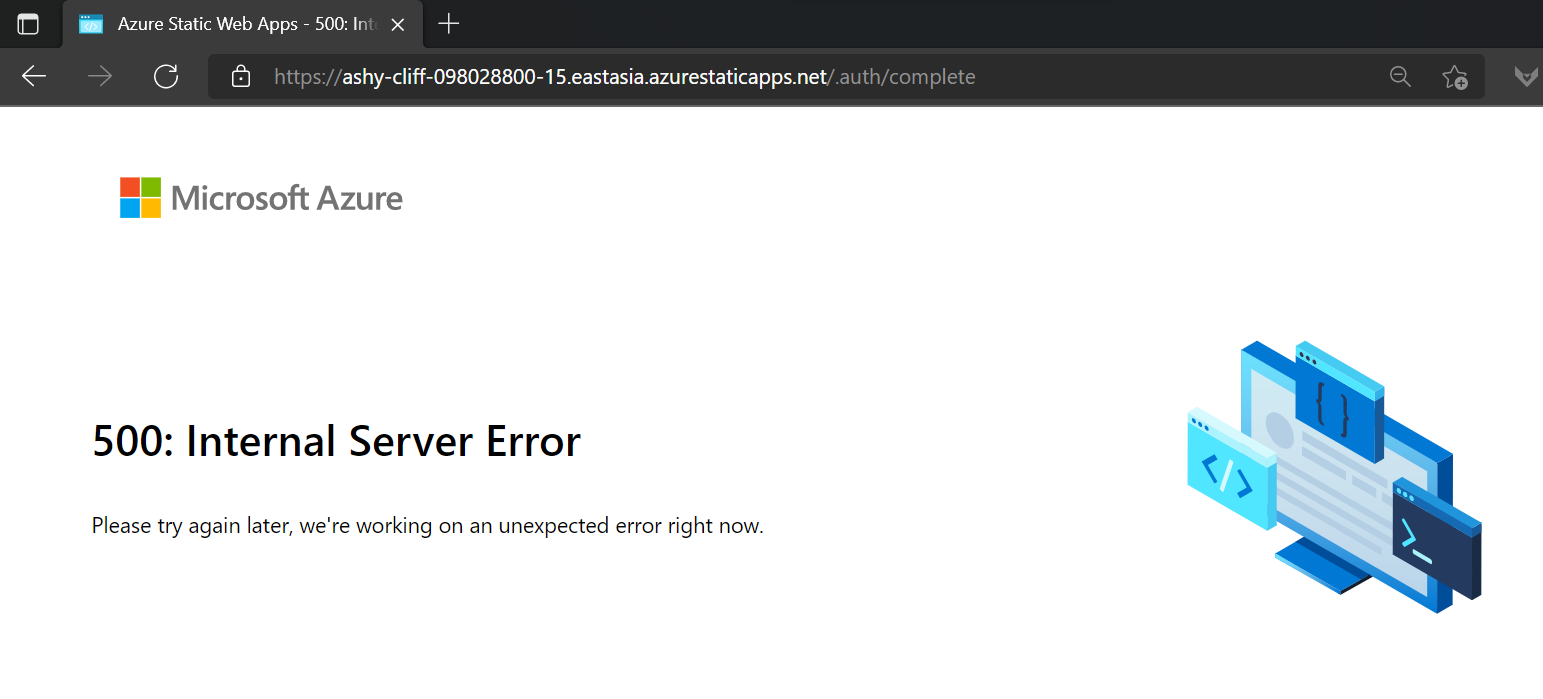 Azure Static Web Apps - 500: Int
https://ashy-cliff-098028800-15.eastasia.azurestaticapps.net/.auth/complete
Microsoft Azure
{ }
</>
>_
500: Internal Server Error
Please try again later, we're working on an unexpected error right now.